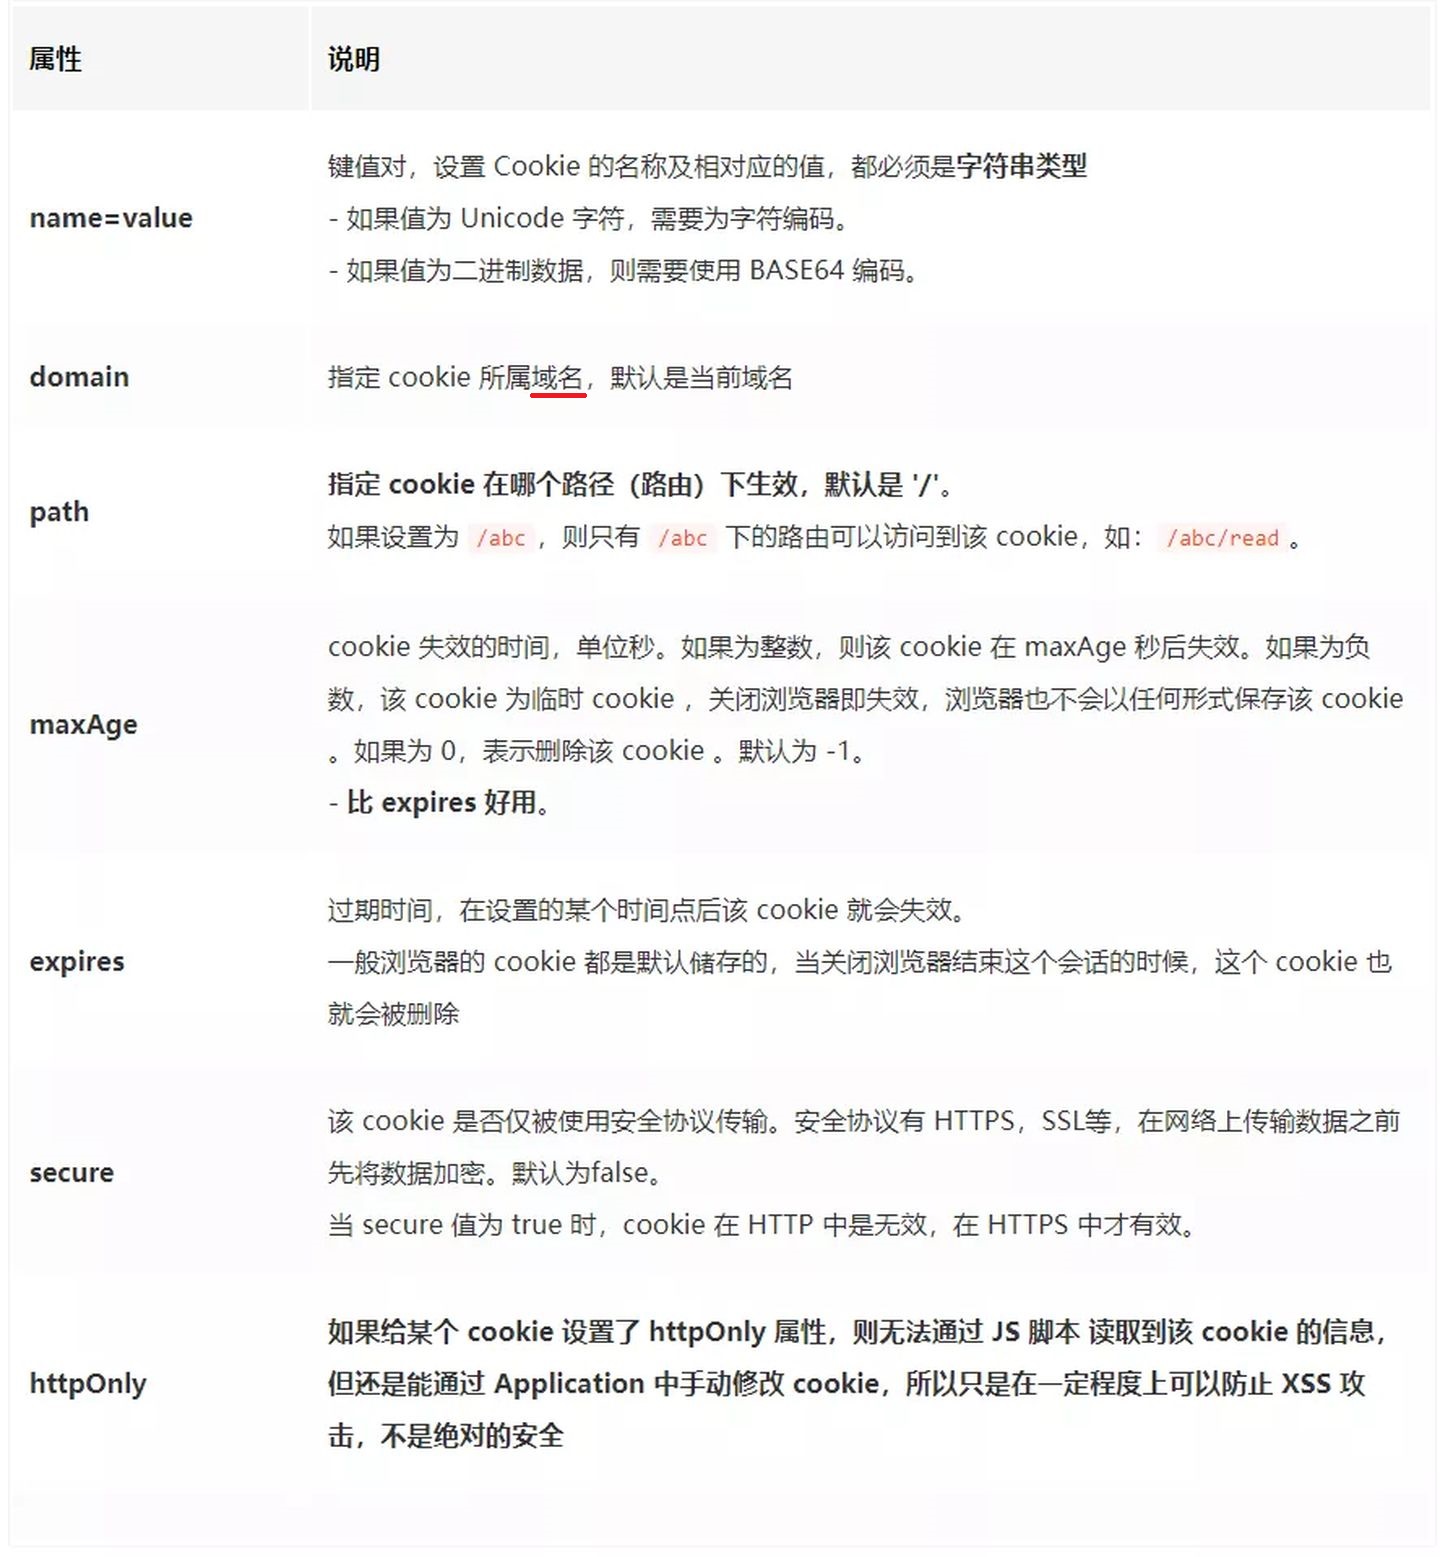 属性
说明
name=value
键值对，设置 Cookie 的名称及相对应的值，都必须是字符串类型
- 如果值为 Unicode 字符，需要为字符编码。
- 如果值为二进制数据，则需要使用 BASE64 编码。
domain
指定 cookie 所属域名，默认是当前域名
path
指定 cookie 在哪个路径（路由）下生效，默认是 '/'。
如果设置为 /abc ，则只有 /abc 下的路由可以访问到该 cookie，如： /abc/read 。
maxAge
cookie 失效的时间，单位秒。如果为整数，则该 cookie 在 maxAge 秒后失效。如果为负
数，该 cookie 为临时 cookie ，关闭浏览器即失效，浏览器也不会以任何形式保存该 cookie
。如果为 0，表示删除该 cookie 。默认为 -1。
- 比 expires 好用。
expires
过期时间，在设置的某个时间点后该 cookie 就会失效。
一般浏览器的 cookie 都是默认储存的，当关闭浏览器结束这个会话的时候，这个 cookie 也
就会被删除
secure
该 cookie 是否仅被使用安全协议传输。安全协议有 HTTPS，SSL等，在网络上传输数据之前
先将数据加密。默认为false。
当 secure 值为 true 时，cookie 在 HTTP 中是无效，在 HTTPS 中才有效。
httpOnly
如果给某个 cookie 设置了 httpOnly 属性，则无法通过 JS 脚本 读取到该 cookie 的信息，
但还是能通过 Application 中手动修改 cookie，所以只是在一定程度上可以防止 XSS 攻
击，不是绝对的安全